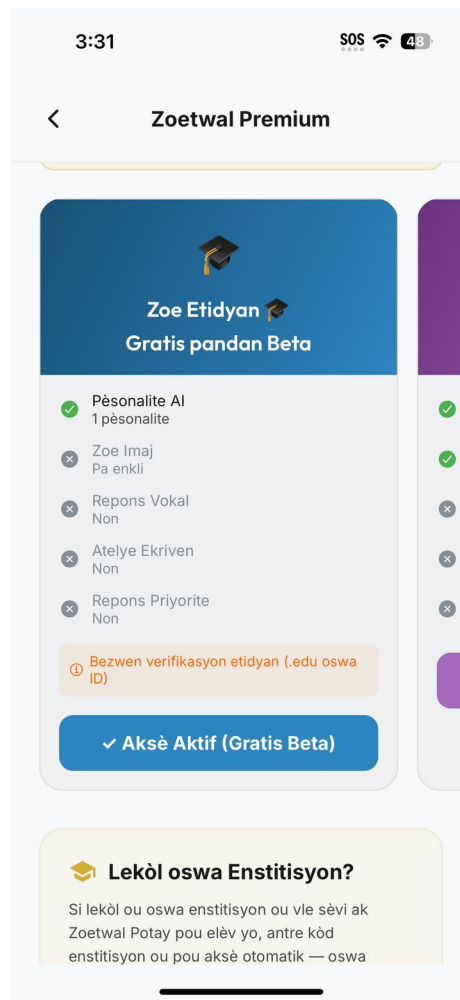 3:31
SOS
48
Zoetwal Premium
Zoe Etidyan
Gratis pandan Beta
Pèsonalite AI
1 pèsonalite
Zoe Imaj
Pa enkli
Repons Vokal
Non
Atelye Ekriven
Non
Repons Priyorite
Non
Bezwen verifikasyon etidyan (.edu oswa
ID)
✓ Aksè Aktif (Gratis Beta)
Lekòl oswa Enstitisyon?
Si lekòl ou oswa enstitisyon ou vle sèvi ak
Zoetwal Potay pou elèv yo, antre kòd
enstitisyon ou pou aksè otomatik — oswa